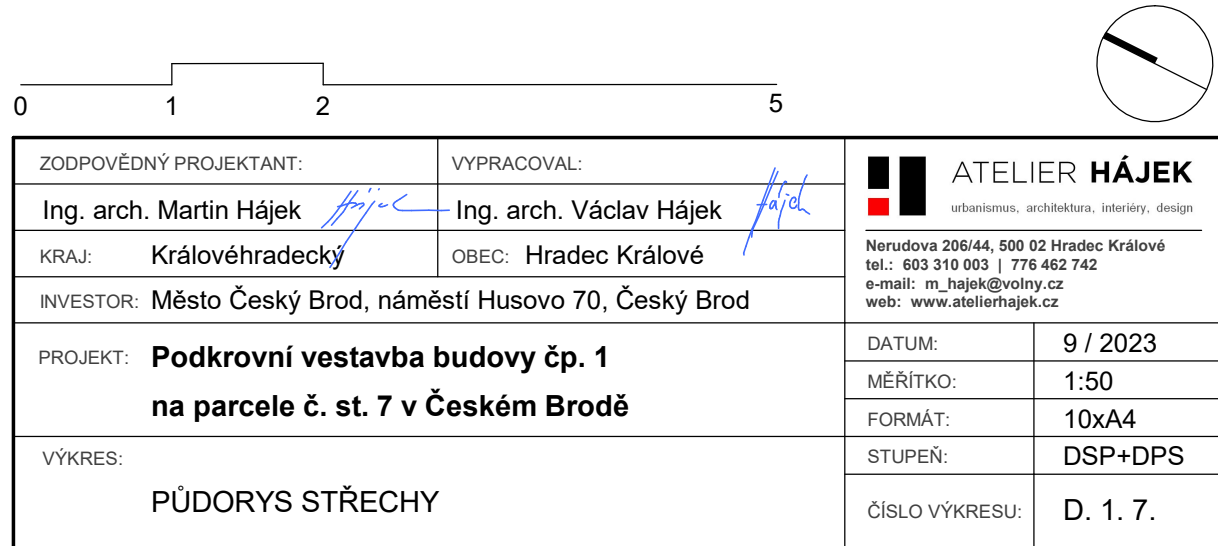 0 1 2 5
ZODPOVĚDNÝ PROJEKTANT:
Ing. arch. Martin Hájek Hájek
VYPRACOVAL:
Ing. arch. Václav Hájek Hájek
KRAJ: Královéhradecký
OBEC: Hradec Králové
INVESTOR: Město Český Brod, náměstí Husovo 70, Český Brod
PROJEKT: Podkrovní vestavba budovy čp. 1
na parcele č. st. 7 v Českém Brodě
VÝKRES:
PŮDORYS STŘECHY
ATELIER HÁJEK
urbanismus, architektura, interiéry, design
Nerudova 206/44, 500 02 Hradec Králové
tel.: 603 310 003 | 776 462 742
e-mail: m_hajek@volny.cz
web: www.atelierhajek.cz
DATUM: 9 / 2023
MĚŘÍTKO: 1:50
FORMÁT: 10xA4
STUPEŇ: DSP+DPS
ČÍSLO VÝKRESU: D. 1. 7.